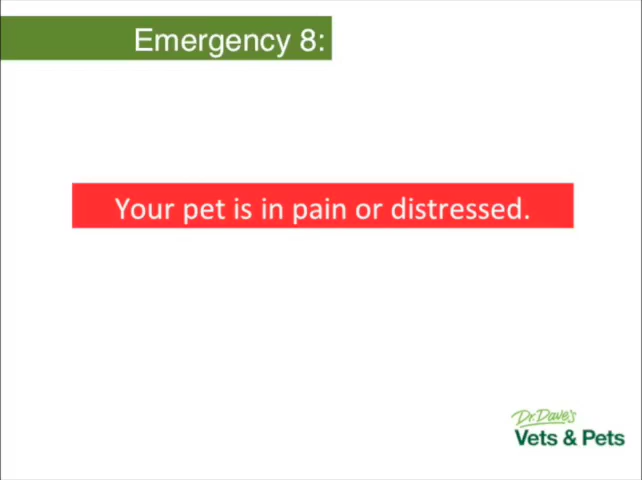 Emergency 8:
Your pet is in pain or distressed.
Dr. Dave's
Vets & Pets